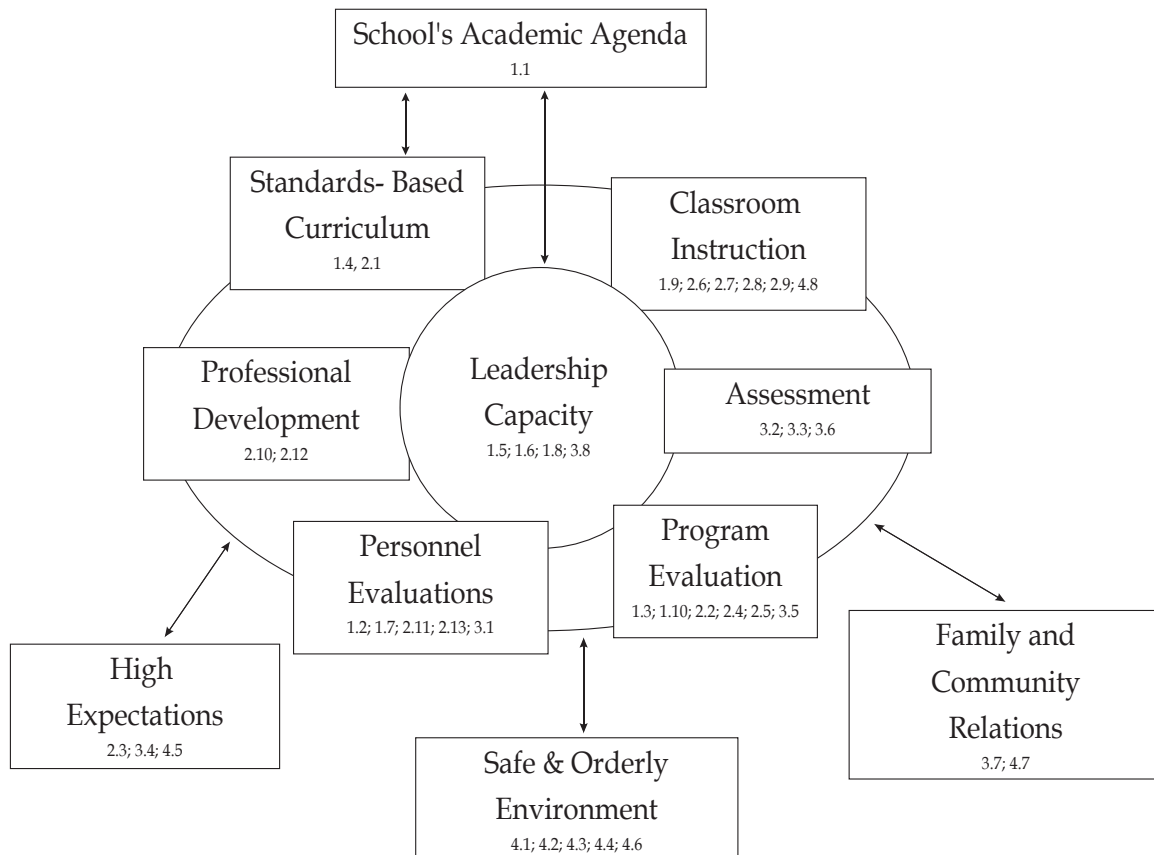 School's Academic Agenda
1.1
Standards- Based
Curriculum
1.4, 2.1
Classroom
Instruction
1.9; 2.6; 2.7; 2.8; 2.9; 4.8
Professional
Development
2.10; 2.12
Leadership
Capacity
1.5; 1.6; 1.8; 3.8
Assessment
3.2; 3.3; 3.6
Personnel
Evaluations
1.2; 1.7; 2.11; 2.13; 3.1
Program
Evaluation
1.3; 1.10; 2.2; 2.4; 2.5; 3.5
High
Expectations
2.3; 3.4; 4.5
Safe & Orderly
Environment
4.1; 4.2; 4.3; 4.4; 4.6
Family and
Community
Relations
3.7; 4.7